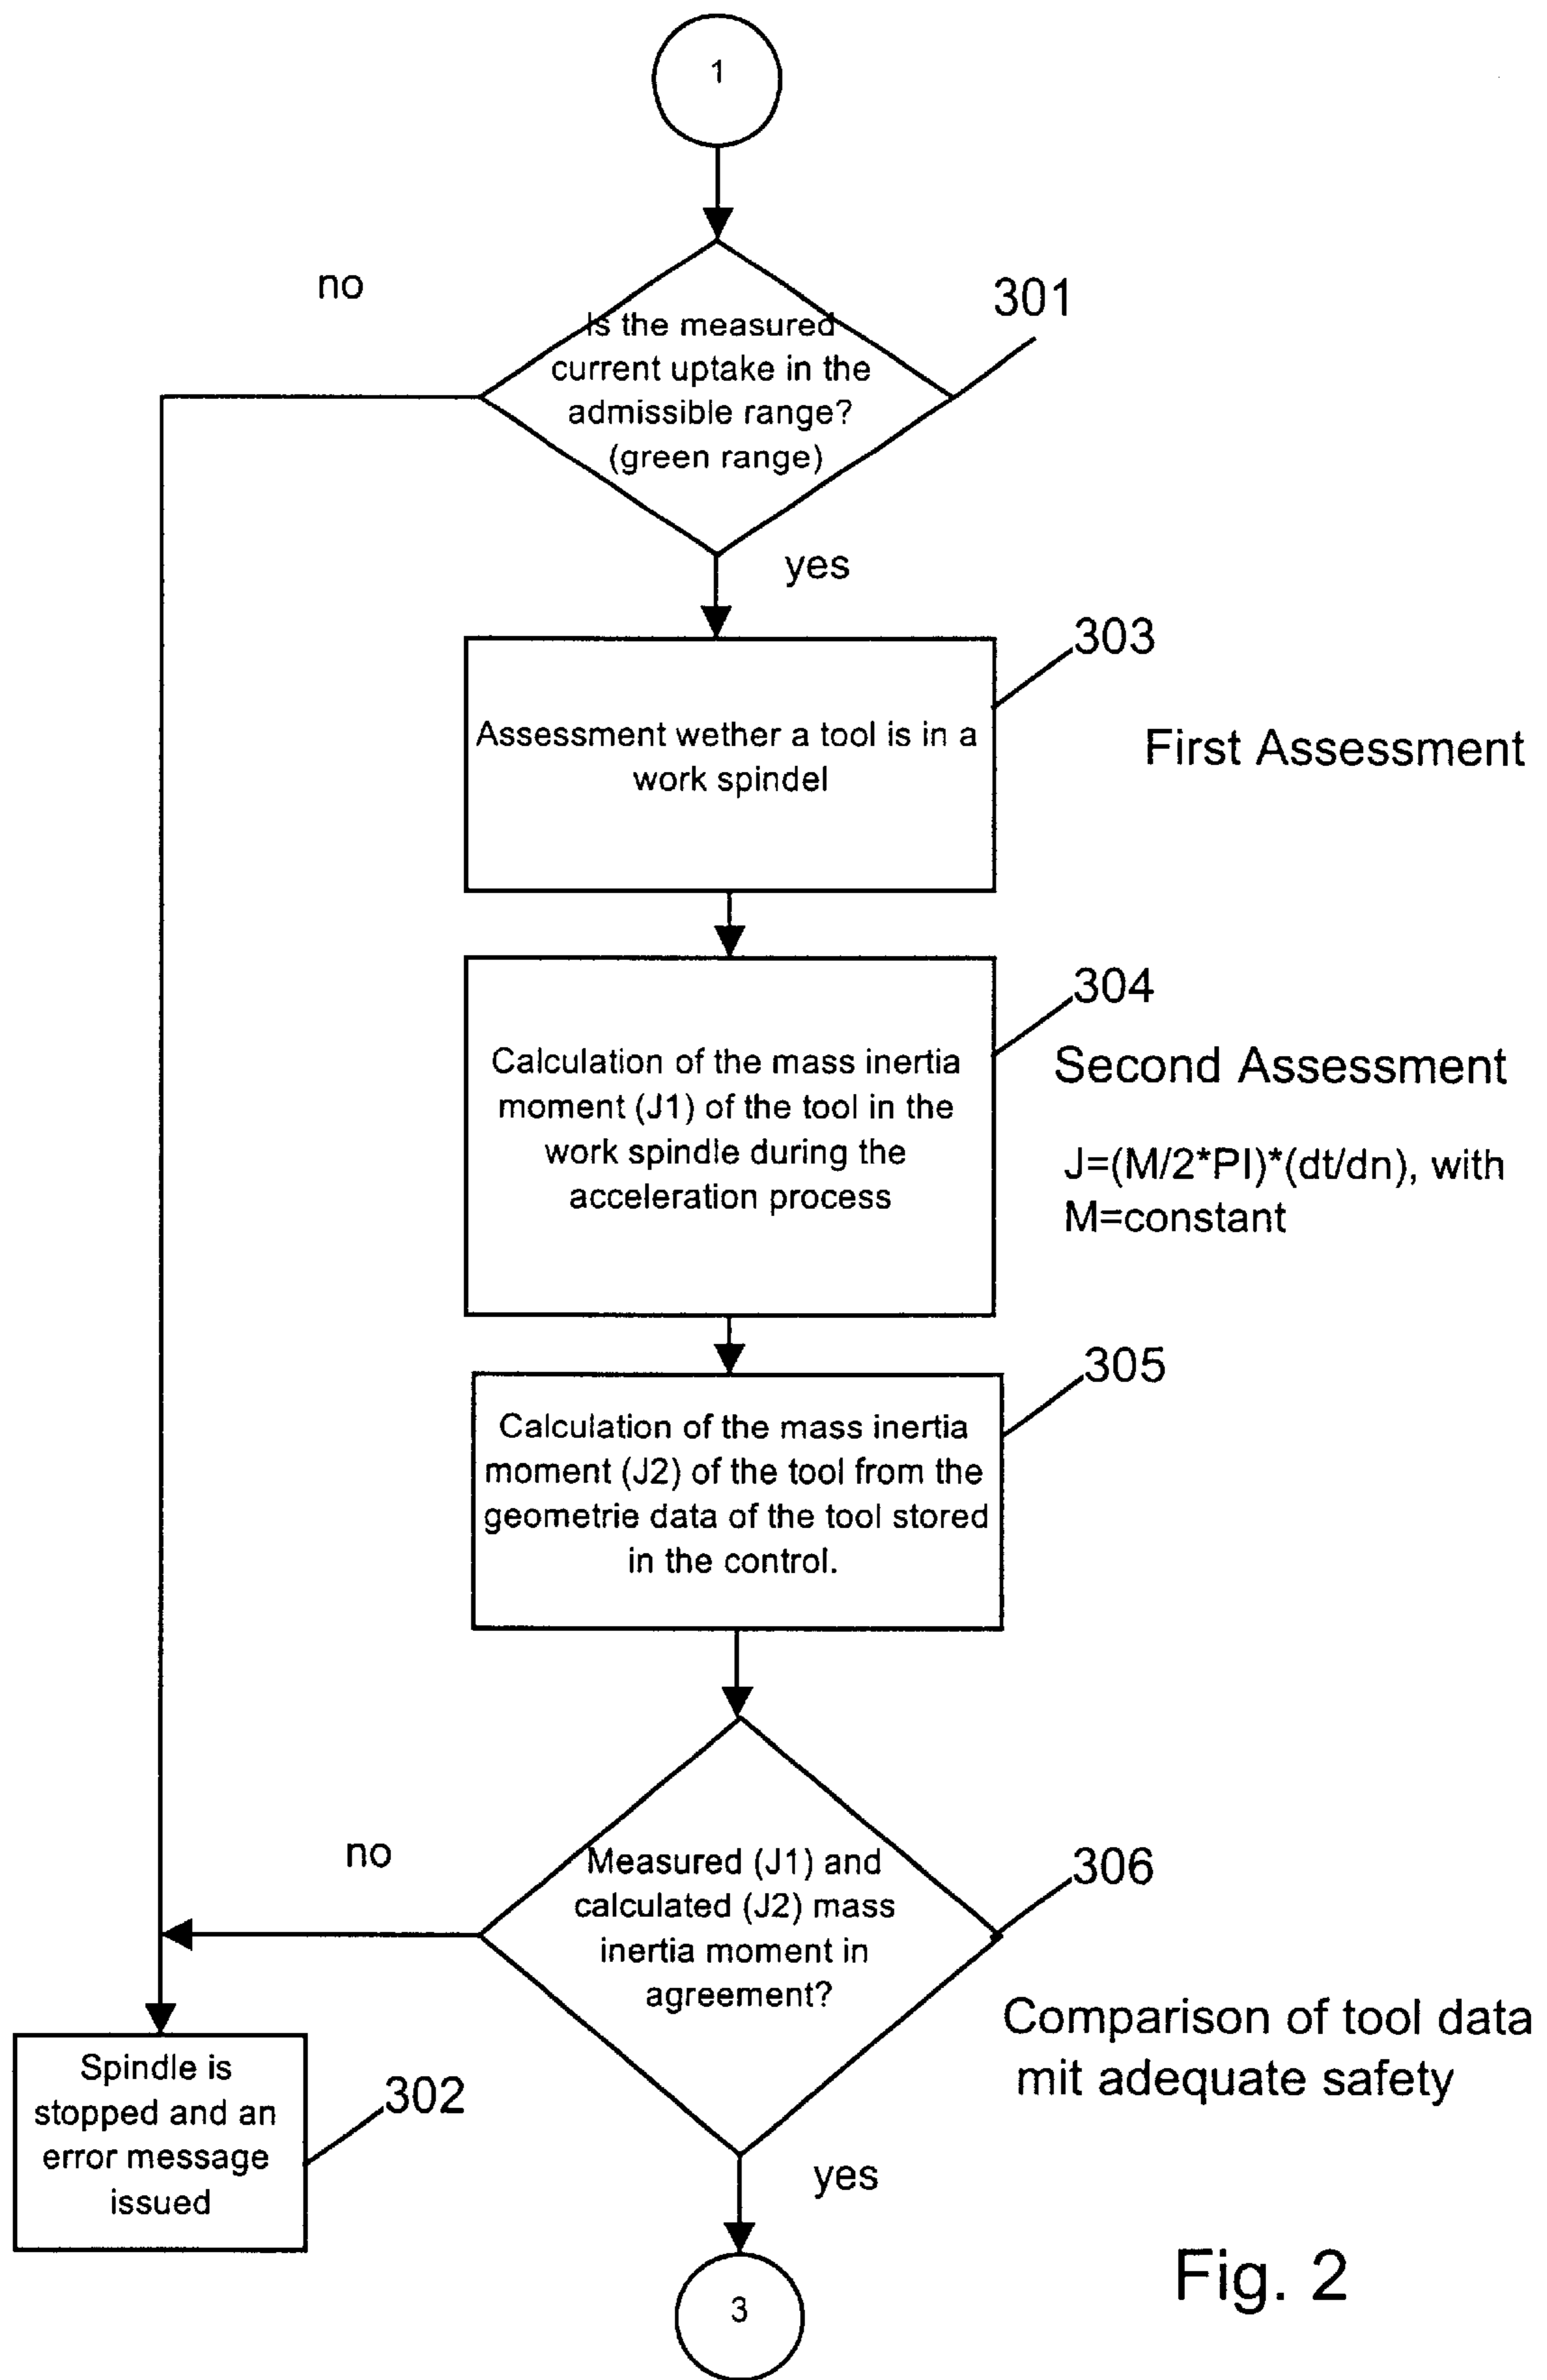 1
no
301
Is the measured
current uptake in the
admissible range?
(green range)
yes
303
Assessment wether a tool is in a
work spindel
First Assessment
304
Calculation of the mass inertia
moment (J1) of the tool in the
work spindle during the
acceleration process
Second Assessment
J=(M/2*PI)*(dt/dn), with
M=constant
305
Calculation of the mass inertia
moment (J2) of the tool from the
geometrie data of the tool stored
in the control.
no
306
Measured (J1) and
calculated (J2) mass
inertia moment in
agreement?
Comparison of tool data
mit adequate safety
Spindle is
stopped and an
error message
issued
302
yes
3
Fig. 2